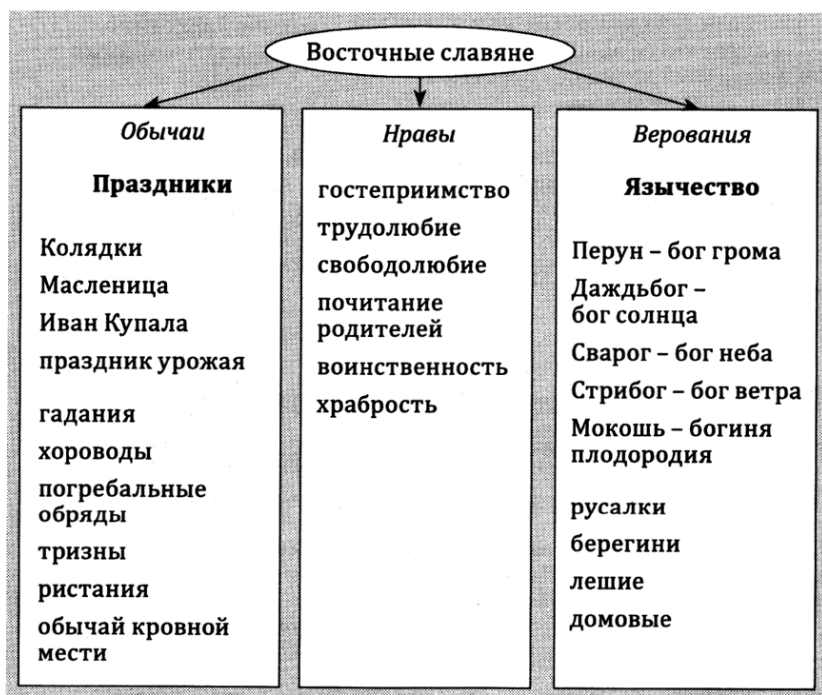 Восточные славяне
Обычаи
Праздники
Колядки
Масленица
Иван Купала
праздник урожая
гадания
хороводы
погребальные
обряды
тризны
ристания
обычай кровной
мести
Нравы
гостеприимство
трудолюбие
свободолюбие
почитание
родителей
воинственность
храбрость
Верования
Язычество
Перун – бог грома
Даждьбог –
бог солнца
Сварог – бог неба
Стрибог – бог ветра
Мокошь – богиня
плодородия
русалки
берегини
лешие
домовые